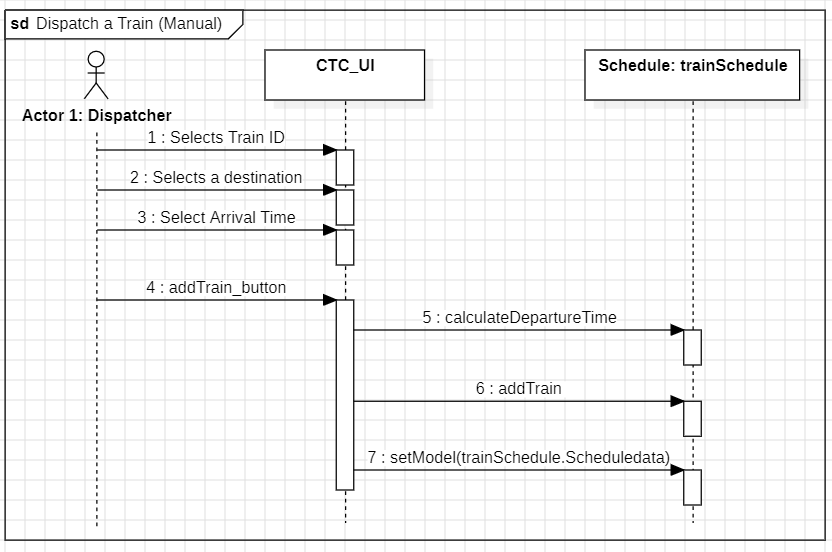 sd Dispatch a Train (Manual)
CTC_UI
Schedule: trainSchedule
Actor 1: Dispatcher
1 : Selects Train ID
2 : Selects a destination
3 : Select Arrival Time
4 : addTrain_button
5 : calculateDepartureTime
6 : addTrain
7 : setModel(trainSchedule.Scheduledata)